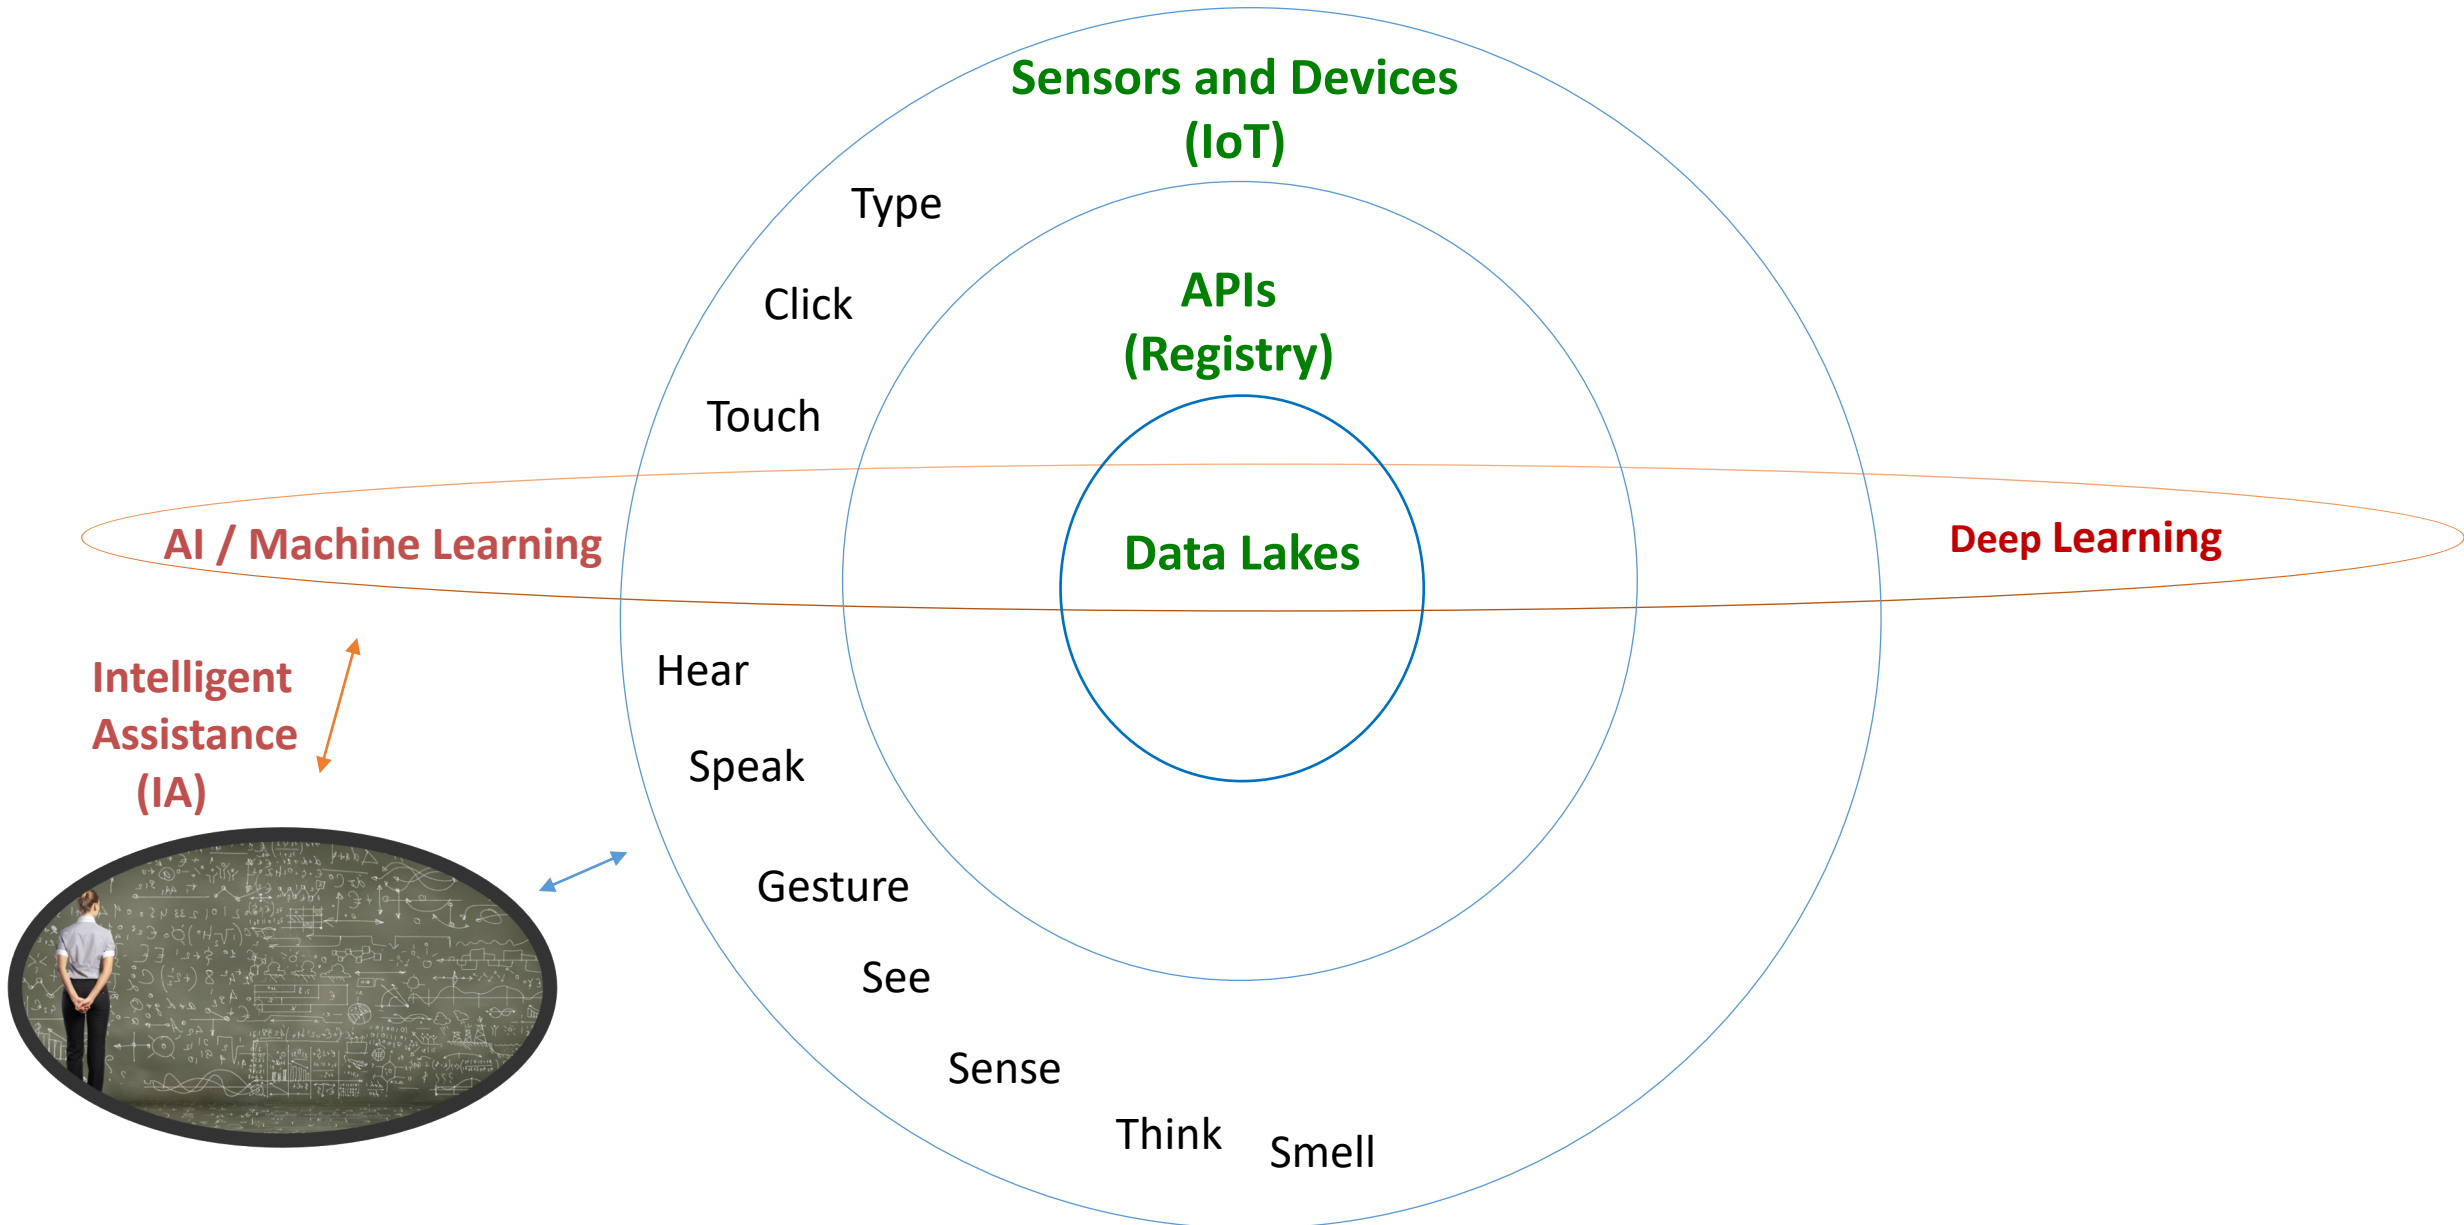 Sensors and Devices
(IoT)
Type
Click
Touch
APIs
(Registry)
AI / Machine Learning
Data Lakes
Deep Learning
Intelligent
Assistance
(IA)
Hear
Speak
Gesture
See
Sense
Think
Smell